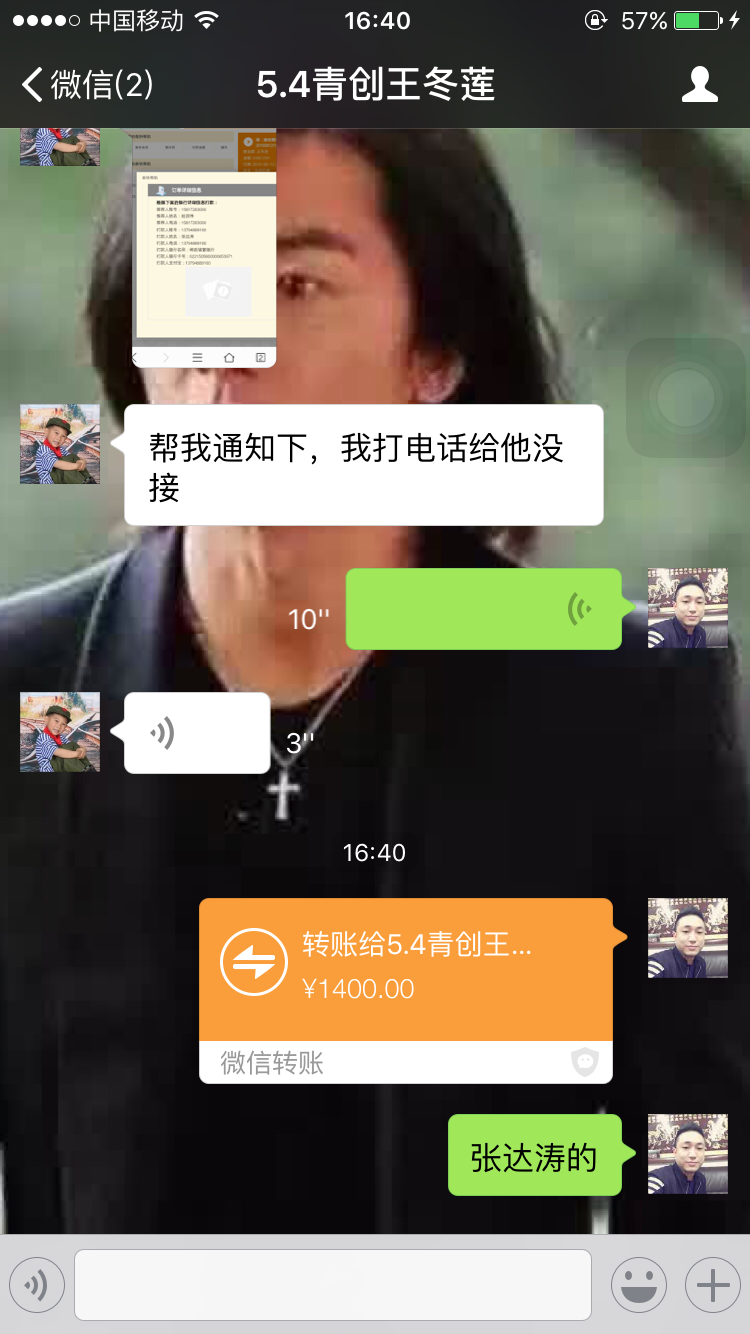 中国移动
16:40
57%
微信(2)
5.4青创王冬莲
订单详细信息
帮我通知下，我打电话给他没
接
10''
3''
16:40
转账给5.4青创王...
¥1400.00
微信转账
张达涛的